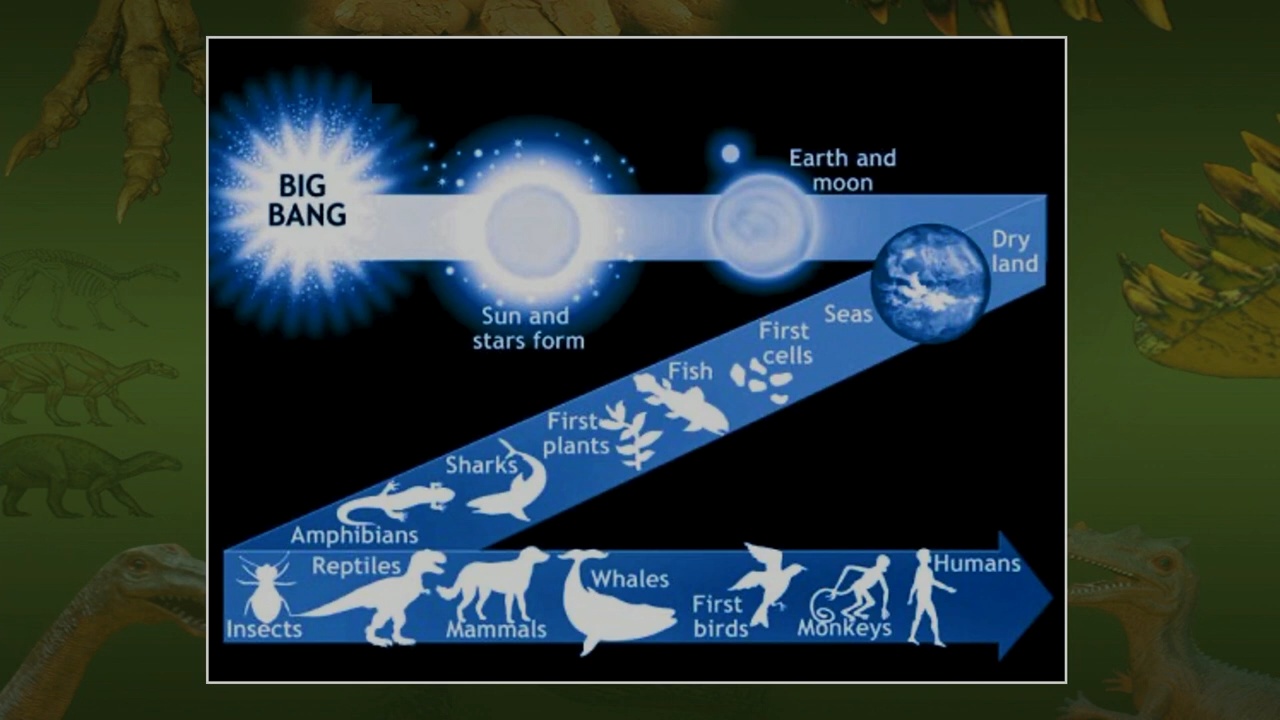 BIG
BANG
Sun and
stars form
Earth and
moon
Dry
land
Seas
First
cells
Fish
First
plants
Sharks
Amphibians
Insects
Reptiles
Mammals
Whales
First
birds
Monkeys
Humans